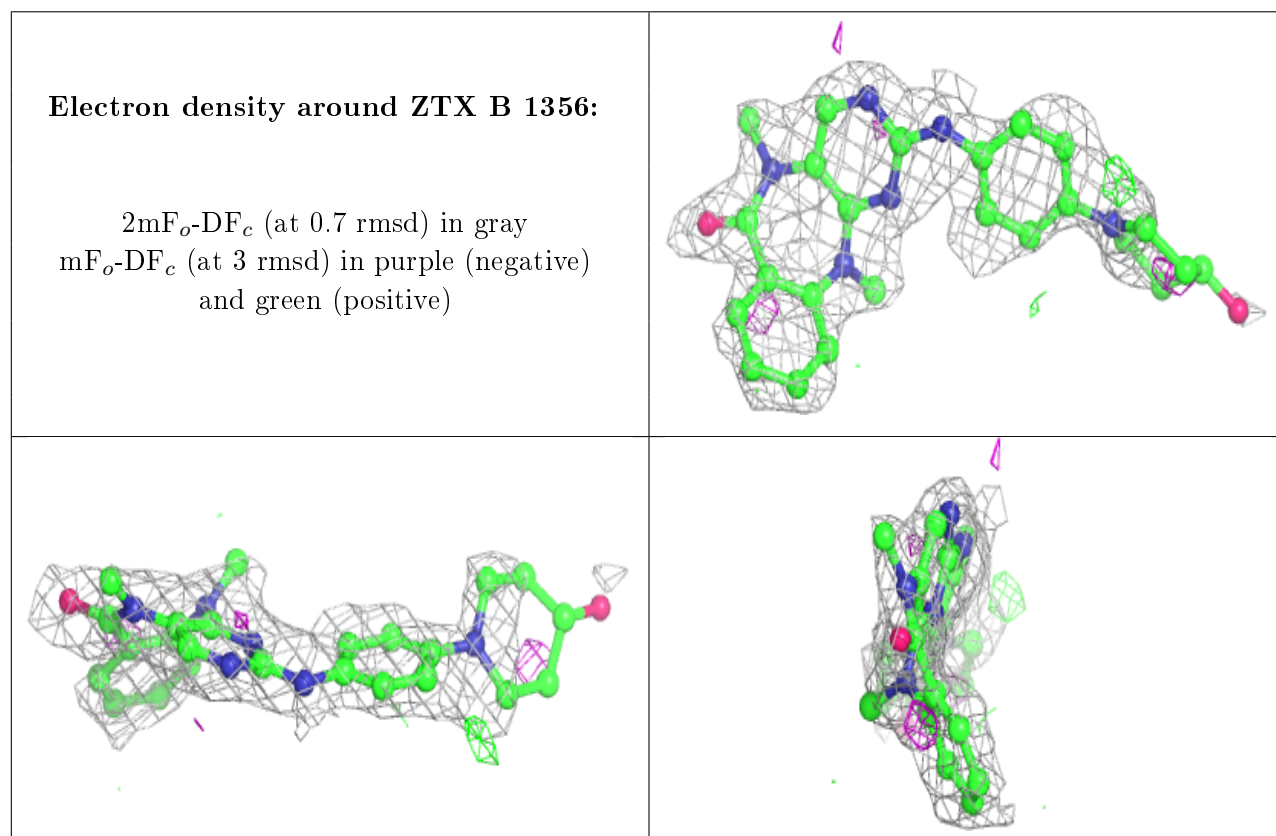 Electron density around ZTX B 1356:
2mFo-DFc (at 0.7 rmsd) in gray
mFo-DFc (at 3 rmsd) in purple (negative)
and green (positive)